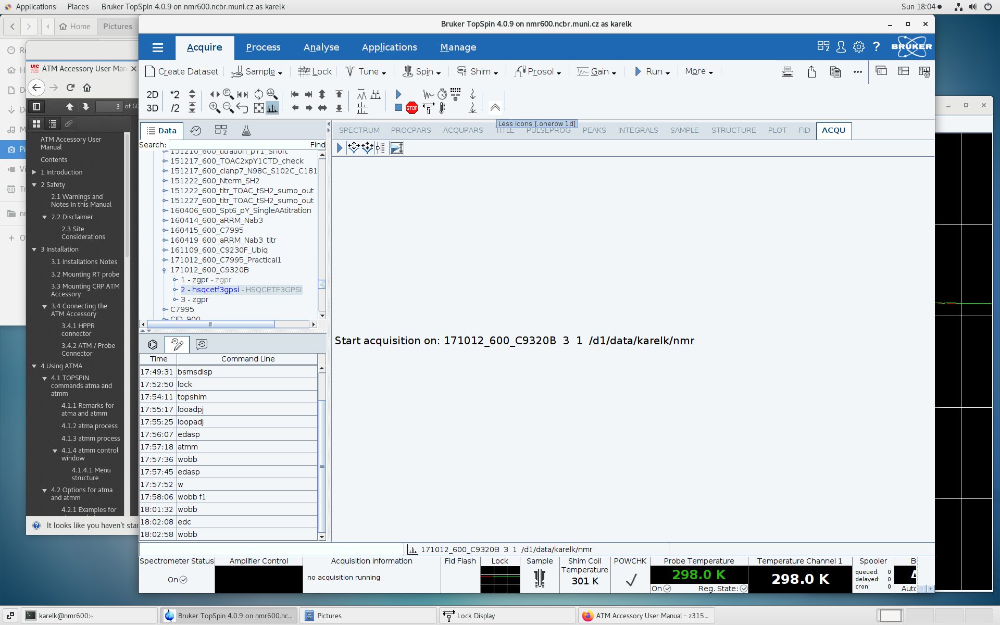 Applications Places Bruker TopSpin 4.0.9 on nmr600.ncbr.muni.cz as karelk Sun 18:04
Home Pictures
Bruker TopSpin 4.0.9 on nmr600.ncbr.muni.cz as karelk
Acquire Process Analyse Applications Manage
BRUKER
Create Dataset Sample Lock Tune Spin Shim Prosol Gain Run More
2D *2
3D /2
STOP
Less icons [.onerow 1d]
Data
SPECTRUM PROCPARS ACQUPARS TITLE PULSEPROG PEAKS INTEGRALS SAMPLE STRUCTURE PLOT FID ACQU
Search: Find
151210_600_titration_pY1_Short
151217_600_TOAC2xpY1CTD_check
151217_600_clanp7_N98C_S102C_C181
151222_600_Nterm_SH2
151222_600_titr_TOAC_tSH2_sumo_out
151227_600_titr_TOAC_tSH2_sumo_out
160406_600_Spt6_pY_SingleAAtitration
160414_600_aRRM_Nab3
160415_600_C7995
160419_600_aRRM_Nab3_titr
161109_600_C9230F_Ubiq
171012_600_C7995_Practical1
171012_600_C9320B
1 - zgpr - zgpr
2 - hsqcetf3gpsi - HSQCETF3GPSI
3 - zgpr
C7995
CID_900
Start acquisition on: 171012_600_C9320B 3 1 /d1/data/karelk/nmr
Time Command Line
17:49:31 bsmsdisp
17:52:50 lock
17:54:11 topshim
17:55:17 looadpj
17:55:25 loopadj
17:56:07 edasp
17:57:18 atmm
17:57:36 wobb
17:57:45 edasp
17:57:52 w
17:58:06 wobb f1
18:01:32 wobb
18:02:08 edc
18:02:58 wobb
171012_600_C9320B 3 1 /d1/data/karelk/nmr
Spectrometer Status
On
Amplifier Control
Acquisition information
no acquisition running
Fid Flash
Lock
Sample
Shim Coil
Temperature
301 K
POWCHK
Probe Temperature
298.0 K
On Reg. State:
Temperature Channel 1
298.0 K
Spooler
queued: 0
delayed: 0
cron: 0
UIC ATM Accessory User Man
3 of 60
ATM Accessory User
Manual
Contents
1 Introduction
2 Safety
2.1 Warnings and
Notes in this Manual
2.2 Disclaimer
2.3 Site
Considerations
3 Installation
3.1 Installations Notes
3.2 Mounting RT probe
3.3 Mounting CRP ATM
Accessory
3.4 Connecting the
ATM Accessory
3.4.1 HPPR
connector
3.4.2 ATM / Probe
Connector
4 Using ATMA
4.1 TOPSPIN
commands atma and
atmm
4.1.1 Remarks for
atma and atmm
4.1.2 atma process
4.1.3 atmm process
4.1.4 atmm control
window
4.1.4.1 Menu
structure
4.2 Options for atma
and atmm
4.2.1 Examples for
It looks like you haven't star
karelk@nmr600:~ Bruker TopSpin 4.0.9 on nmr600.nc... Pictures Lock Display ATM Accessory User Manual - z315...